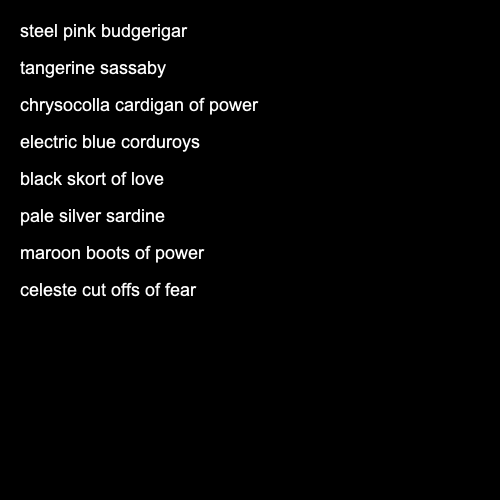 steel pink budgerigar
tangerine sassaby
chrysocolla cardigan of power
electric blue corduroys
black skort of love
pale silver sardine
maroon boots of power
celeste cut offs of fear